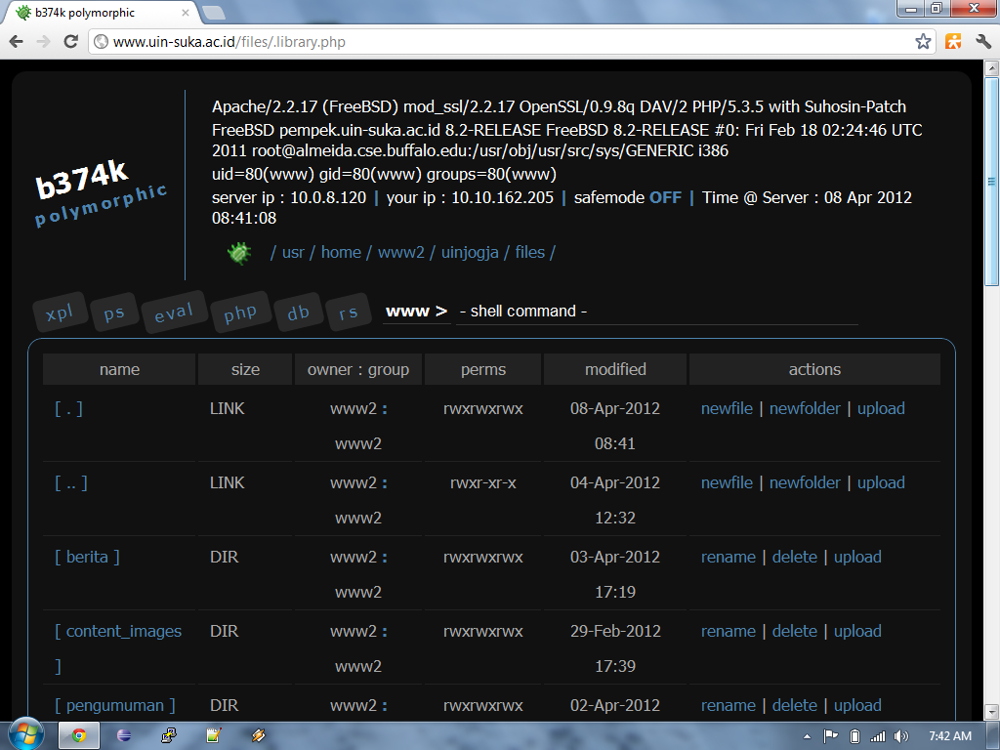 b374k polymorphic
www.uin-suka.ac.id/files/.library.php
Apache/2.2.17 (FreeBSD) mod_ssl/2.2.17 OpenSSL/0.9.8q DAV/2 PHP/5.3.5 with Suhosin-Patch
FreeBSD pempek.uin-suka.ac.id 8.2-RELEASE FreeBSD 8.2-RELEASE #0: Fri Feb 18 02:24:46 UTC
2011 root@almeida.cse.buffalo.edu:/usr/obj/usr/src/sys/GENERIC i386
uid=80(www) gid=80(www) groups=80(www)
server ip : 10.0.8.120 | your ip : 10.10.162.205 | safemode OFF | Time @ Server : 08 Apr 2012
08:41:08
b374k
polymorphic
/ usr / home / www2 / uinjogja / files /
xpl ps eval php db rs www > - shell command -
name size owner : group perms modified actions
[ . ] LINK www2 : rwxrwxrwx 08-Apr-2012 newfile | newfolder | upload
www2 08:41
[ .. ] LINK www2 : rwxr-xr-x 04-Apr-2012 newfile | newfolder | upload
www2 12:32
[ berita ] DIR www2 : rwxrwxrwx 03-Apr-2012 rename | delete | upload
www2 17:19
[ content_images DIR www2 : rwxrwxrwx 29-Feb-2012 rename | delete | upload
] www2 17:39
[ pengumuman ] DIR www2 : rwxrwxrwx 02-Apr-2012 rename | delete | upload
7:42 AM